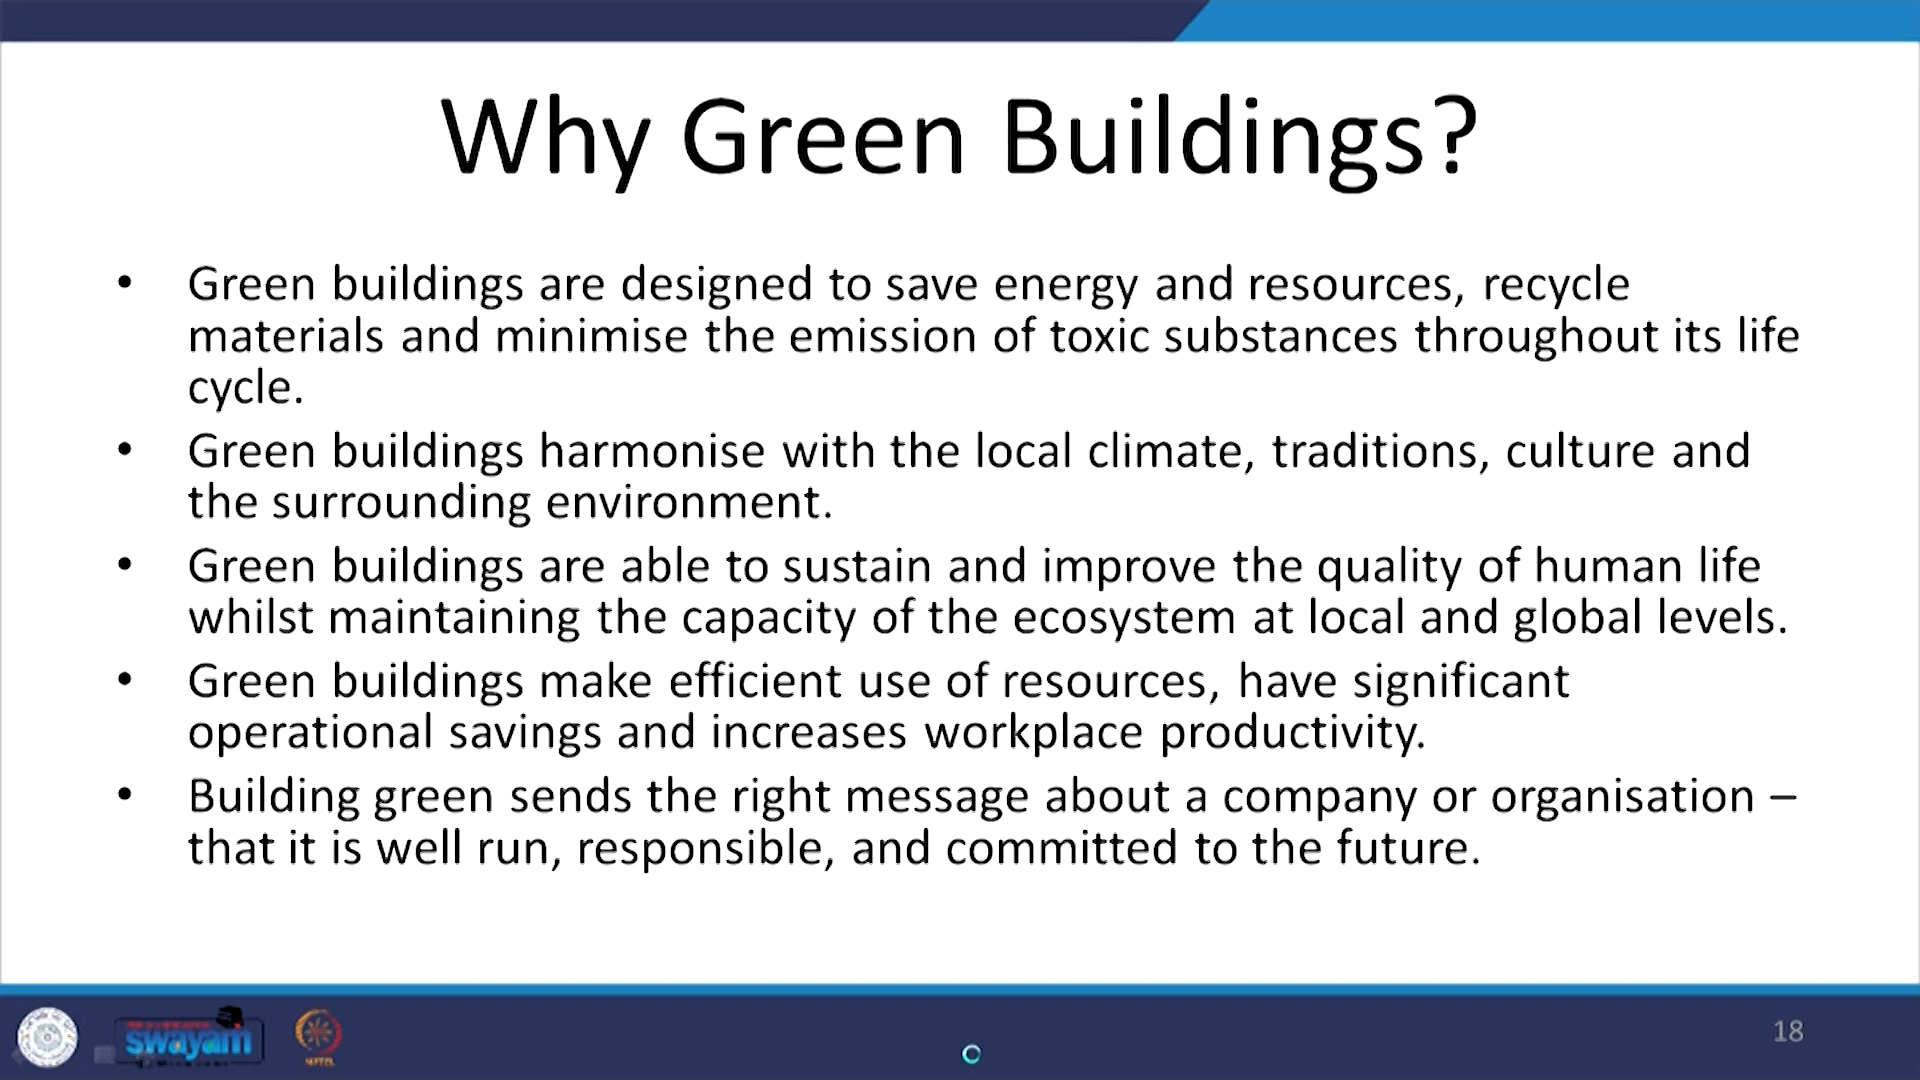 Why Green Buildings?
• Green buildings are designed to save energy and resources, recycle
materials and minimise the emission of toxic substances throughout its life
cycle.
• Green buildings harmonise with the local climate, traditions, culture and
the surrounding environment.
• Green buildings are able to sustain and improve the quality of human life
whilst maintaining the capacity of the ecosystem at local and global levels.
• Green buildings make efficient use of resources, have significant
operational savings and increases workplace productivity.
• Building green sends the right message about a company or organisation –
that it is well run, responsible, and committed to the future.
swayam
18